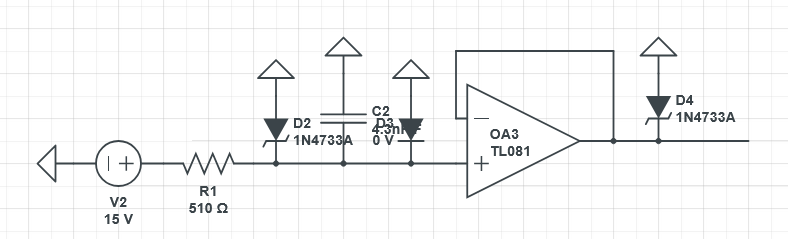 D2
1N4733A
C2
4.3nF
D3
0 V
D4
1N4733A
OA3
TL081
R1
510 Ω
V2
15 V